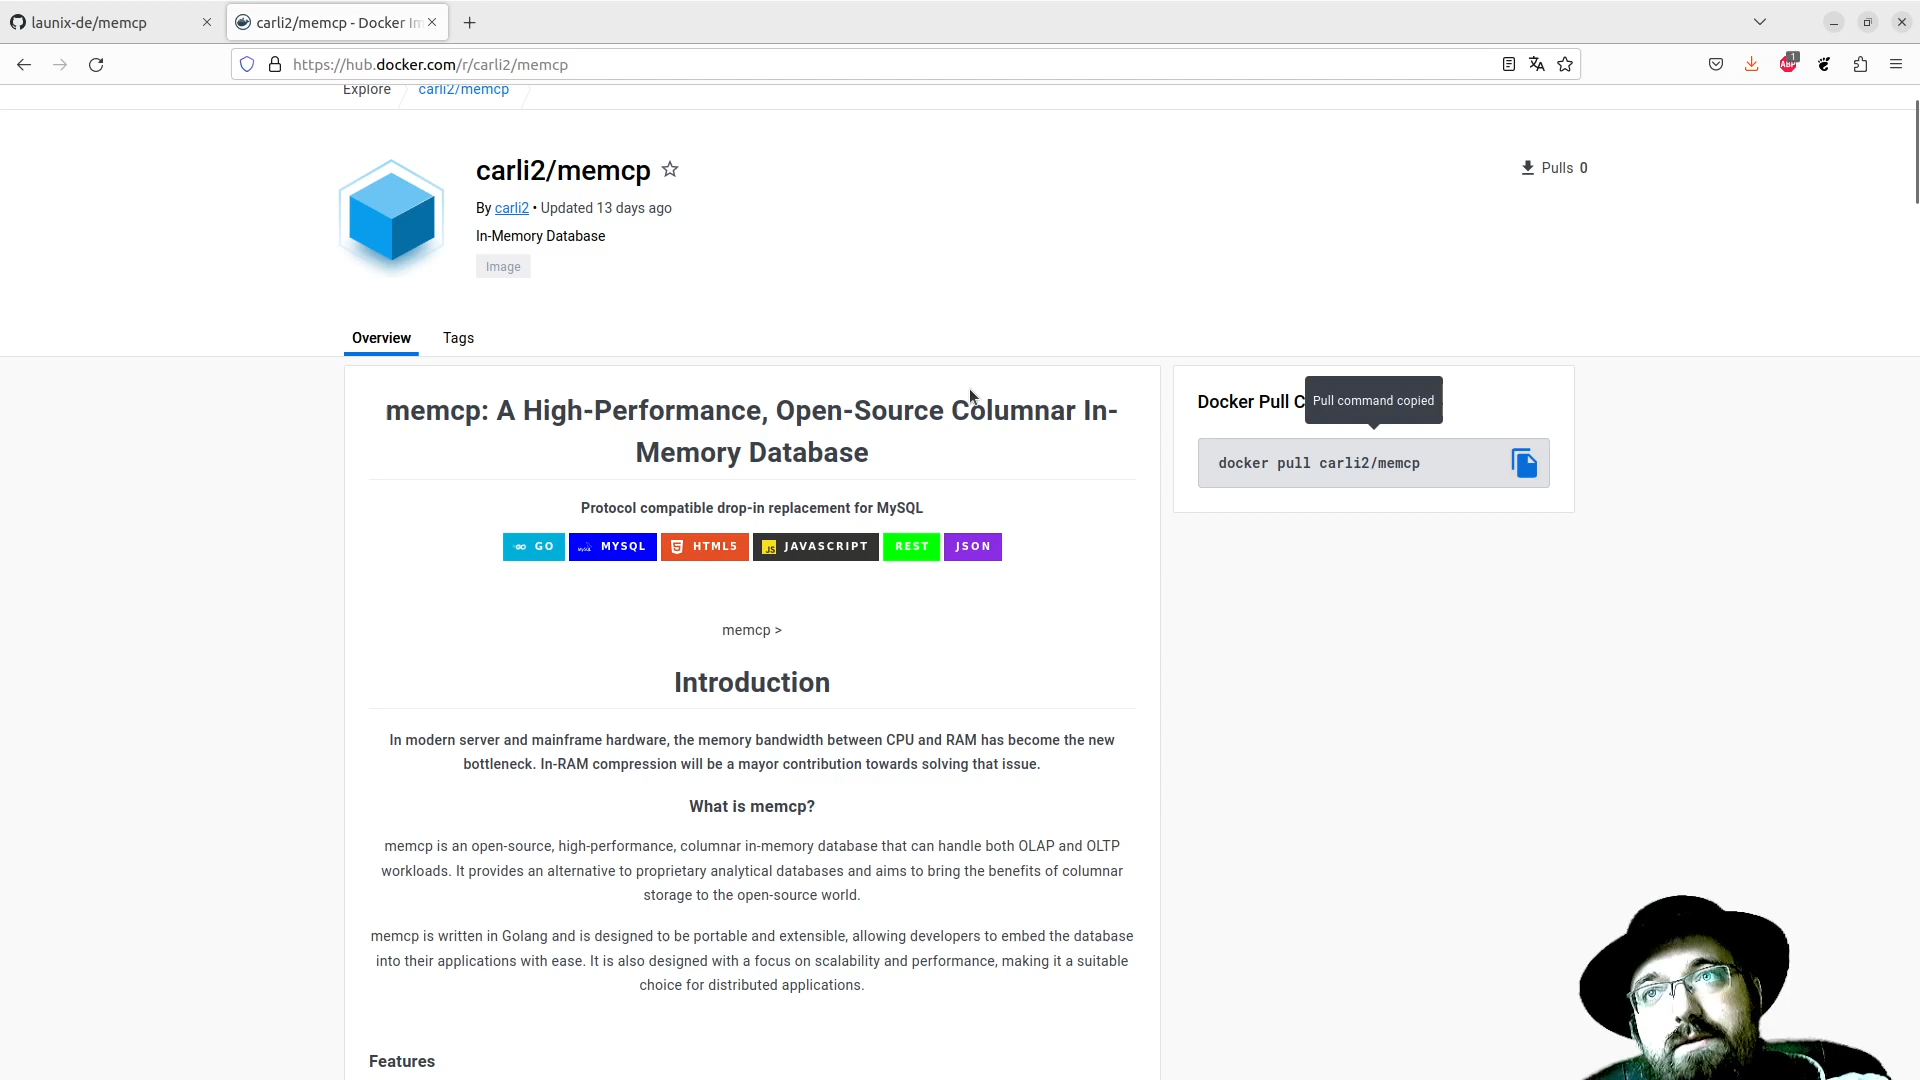 launix-de/memcp
carli2/memcp - Docker Im
https://hub.docker.com/r/carli2/memcp
ABP
1
Explore
carli2/memcp
carli2/memcp
Pulls 0
By carli2 • Updated 13 days ago
In-Memory Database
Image
Overview
Tags
memcp: A High-Performance, Open-Source Columnar In-
Memory Database
Protocol compatible drop-in replacement for MySQL
GO
MYSQL
HTML5
JS JAVASCRIPT
REST
JSON
memcp >
Introduction
In modern server and mainframe hardware, the memory bandwidth between CPU and RAM has become the new
bottleneck. In-RAM compression will be a mayor contribution towards solving that issue.
What is memcp?
memcp is an open-source, high-performance, columnar in-memory database that can handle both OLAP and OLTP
workloads. It provides an alternative to proprietary analytical databases and aims to bring the benefits of columnar
storage to the open-source world.
memcp is written in Golang and is designed to be portable and extensible, allowing developers to embed the database
into their applications with ease. It is also designed with a focus on scalability and performance, making it a suitable
choice for distributed applications.
Features
Docker Pull C
Pull command copied
docker pull carli2/memcp